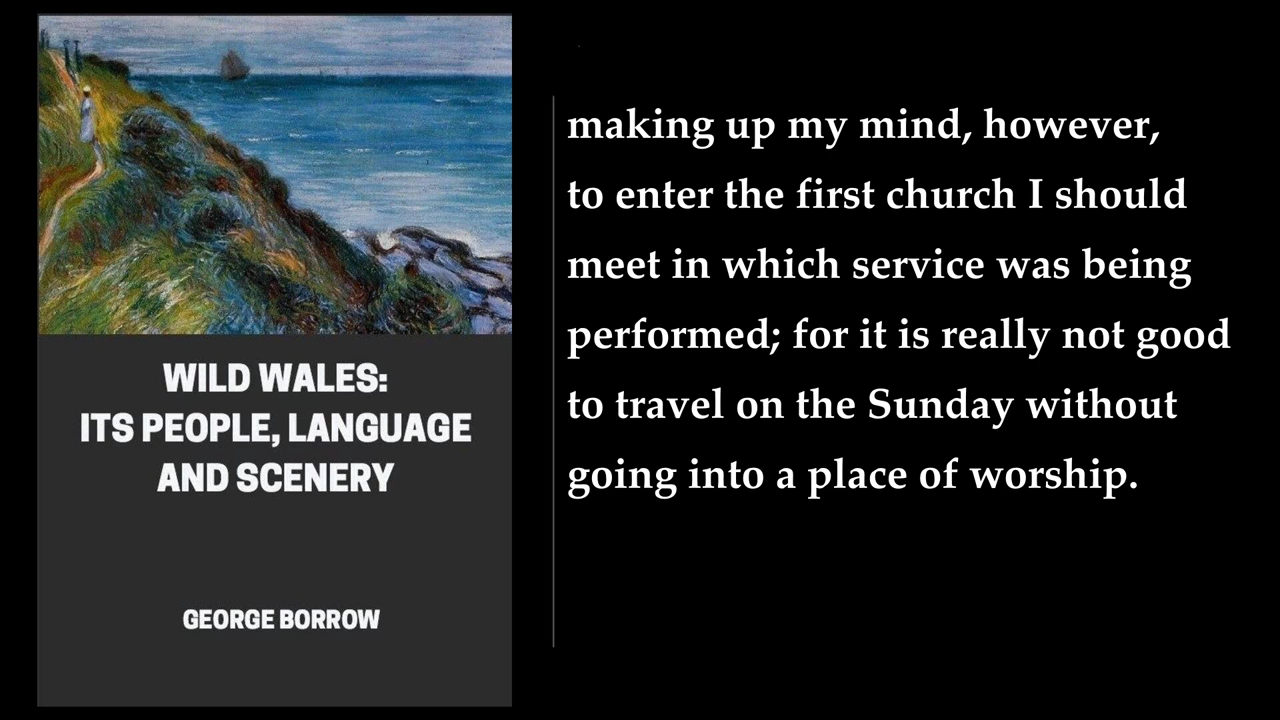 WILD WALES:
ITS PEOPLE, LANGUAGE
AND SCENERY
GEORGE BORROW
making up my mind, however,
to enter the first church I should
meet in which service was being
performed; for it is really not good
to travel on the Sunday without
going into a place of worship.